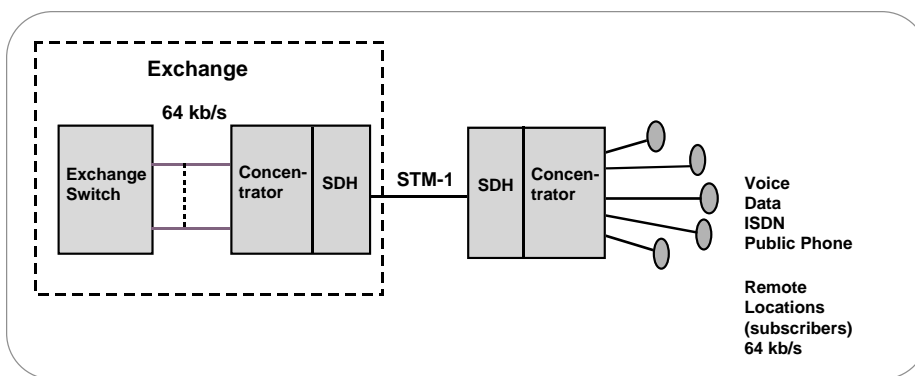 Exchange
64 kb/s
Exchange
Switch
Concen-
trator
SDH
STM-1
SDH
Concen-
trator
Voice
Data
ISDN
Public Phone
Remote
Locations
(subscribers)
64 kb/s